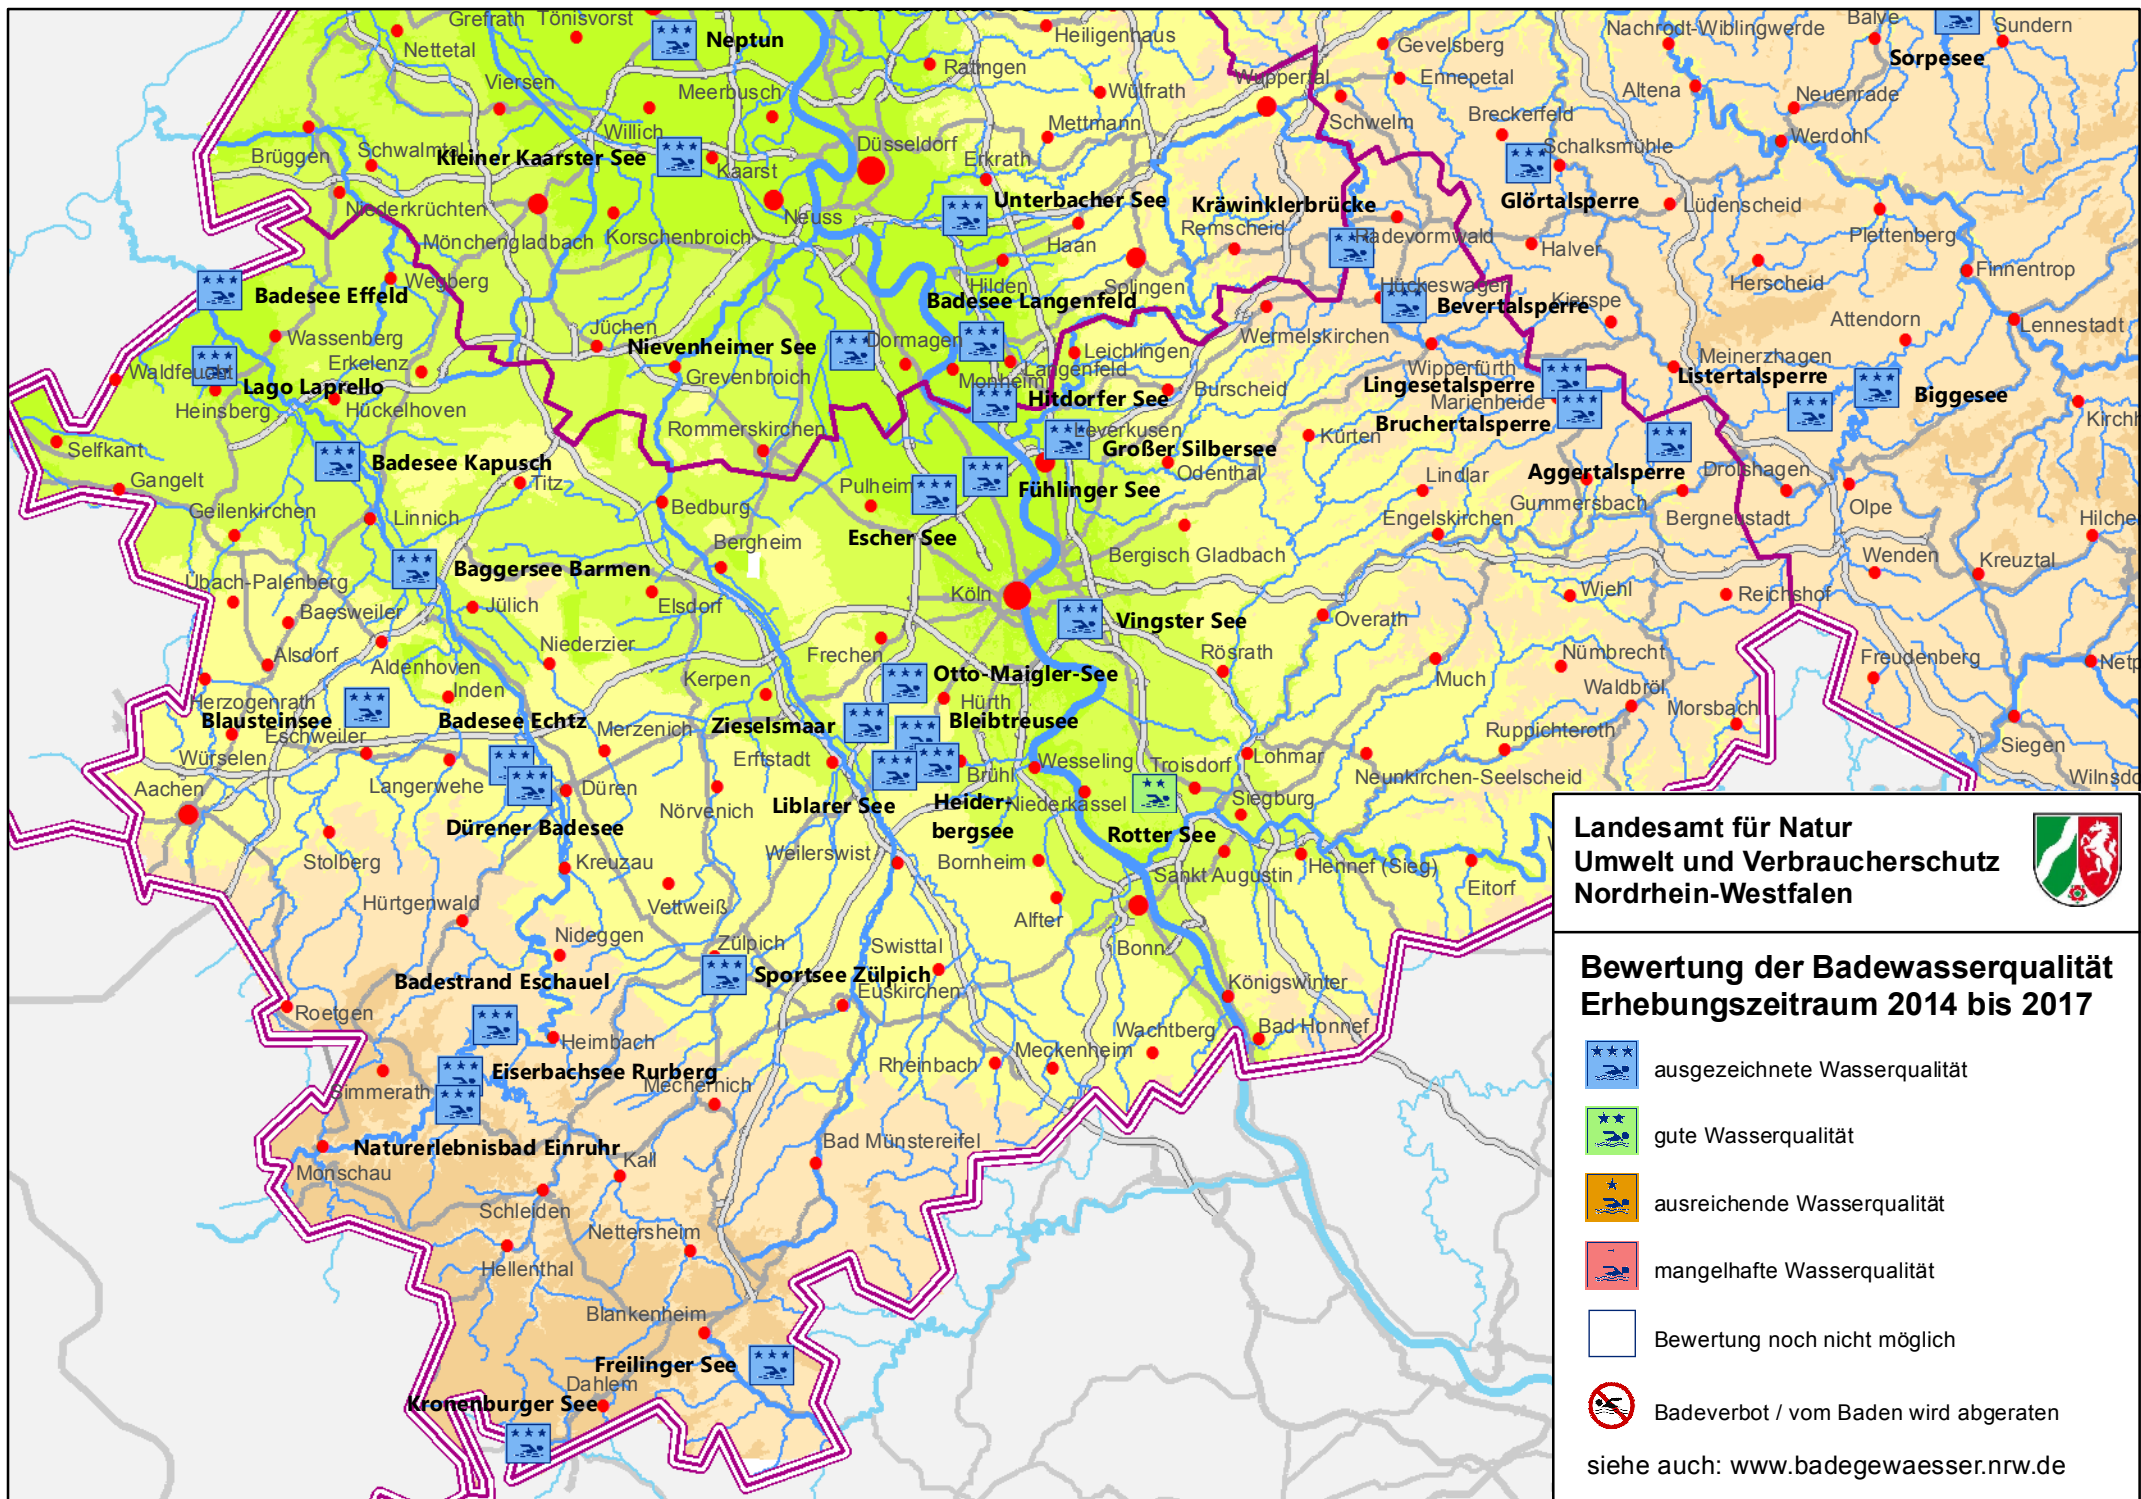 Grefrath
Tönisvorst
Nettetal
Neptun
Heiligenhaus
Ratingen
Gevelsberg
Nachrodt-Wiblingwerde
Balve
Sundern
Sorpesee
Viersen
Meerbusch
Wülfrath
Wuppertal
Ennepetal
Altena
Neuenrade
Willich
Mettmann
Schwelm
Breckerfeld
Werdohl
Brüggen
Schwalmtal
Kleiner Kaarster See
Kaarst
Düsseldorf
Erkrath
Schalksmühle
Niederkrüchten
Neuss
Unterbacher See
Kräwinklerbrücke
Glörtalsperre
Lüdenscheid
Mönchengladbach
Korschenbroich
Haan
Remscheid
Radevormwald
Halver
Plettenberg
Badesee Effeld
Wegberg
Hilden
Solingen
Hückeswagen
Herscheid
Finnentrop
Badesee Langenfeld
Bevertalsperre
Kierspe
Wassenberg
Jüchen
Wermelskirchen
Attendorn
Lennestadt
Erkelenz
Nievenheimer See
Dormagen
Leichlingen
Meinerzhagen
Waldfeucht
Lago Laprello
Grevenbroich
Monheim
Langenfeld
Burscheid
Wipperfürth
Lingesetalsperre
Listertalsperre
Heinsberg
Hückelhoven
Hitdorfer See
Marienheide
Biggesee
Selfkant
Rommerskirchen
Leverkusen
Kürten
Bruchertalsperre
Gangelt
Badesee Kapusch
Titz
Großer Silbersee
Odenthal
Lindlar
Aggertalsperre
Drolshagen
Geilenkirchen
Linnich
Bedburg
Pulheim
Fühlinger See
Engelskirchen
Gummersbach
Bergneustadt
Olpe
Bergheim
Escher See
Bergisch Gladbach
Wenden
Kreuztal
Übach-Palenberg
Baggersee Barmen
Elsdorf
Köln
Wiehl
Reichshof
Baesweiler
Jülich
Vingster See
Overath
Alsdorf
Aldenhoven
Niederzier
Frechen
Rösrath
Nümbrecht
Freudenberg
Herzogenrath
Inden
Kerpen
Otto-Maigler-See
Hürth
Much
Waldbröl
Morsbach
Blausteinsee
Badesee Echtz
Merzenich
Zieselsmaar
Bleibtreusee
Ruppichteroth
Siegen
Würselen
Eschweiler
Erftstadt
Wesseling
Troisdorf
Lohmar
Neunkirchen-Seelscheid
Aachen
Langerwehe
Düren
Nörvenich
Liblarer See
Brühl
Heider-
bergsee
Niederkassel
Siegburg
Dürener Badesee
Rotter See
Stolberg
Kreuzau
Weilerswist
Bornheim
Sankt Augustin
Hennef (Sieg)
Eitorf
Hürtgenwald
Vettweiß
Alfter
Nideggen
Zülpich
Swisttal
Bonn
Badestrand Eschauel
Sportsee Zülpich
Euskirchen
Königswinter
Roetgen
Heimbach
Wachtberg
Bad Honnef
Simmerath
Eiserbachsee Rurberg
Mechernich
Rheinbach
Meckenheim
Naturerlebnisbad Einruhr
Kall
Bad Münstereifel
Monschau
Schleiden
Nettersheim
Hellenthal
Blankenheim
Freilinger See
Dahlem
Kronenburger See
Landesamt für Natur
Umwelt und Verbraucherschutz
Nordrhein-Westfalen
Bewertung der Badewasserqualität
Erhebungszeitraum 2014 bis 2017
ausgezeichnete Wasserqualität
gute Wasserqualität
ausreichende Wasserqualität
mangelhafte Wasserqualität
Bewertung noch nicht möglich
Badeverbot / vom Baden wird abgeraten
siehe auch: www.badegewaesser.nrw.de